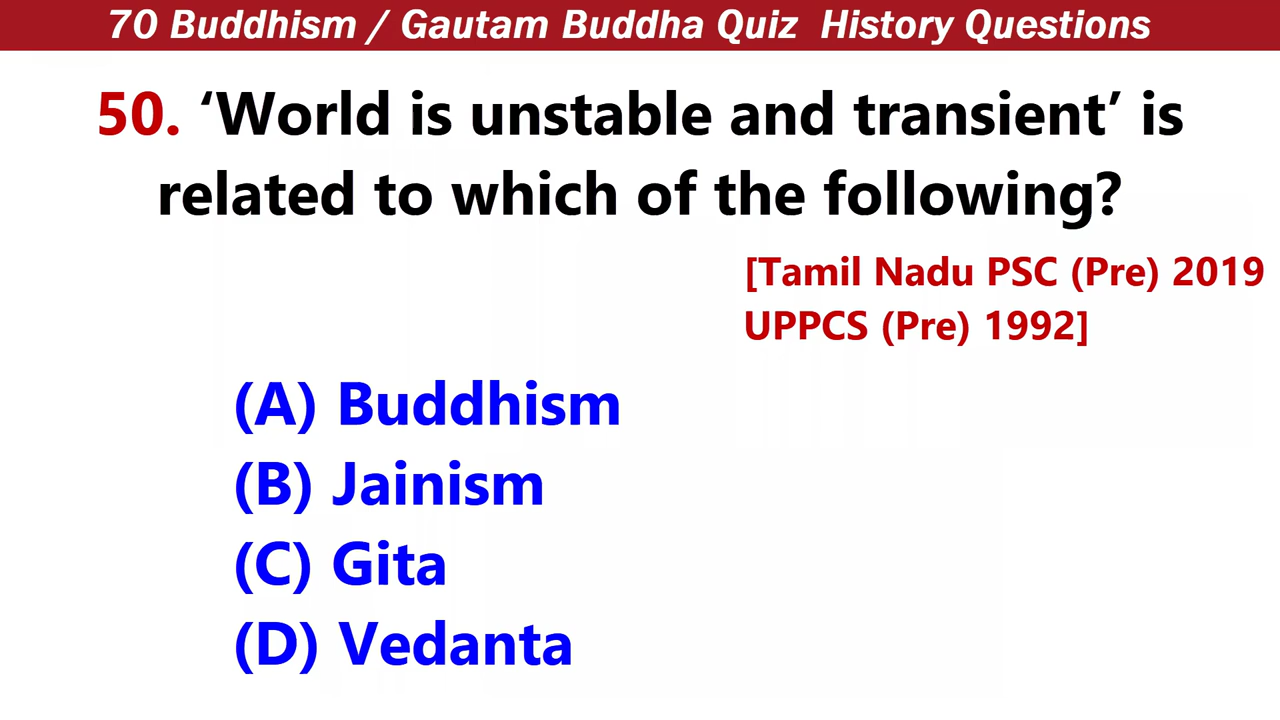 70 Buddhism / Gautam Buddha Quiz History Questions
50. ‘World is unstable and transient’ is
related to which of the following?
[Tamil Nadu PSC (Pre) 2019
UPPCS (Pre) 1992]
(A) Buddhism
(B) Jainism
(C) Gita
(D) Vedanta